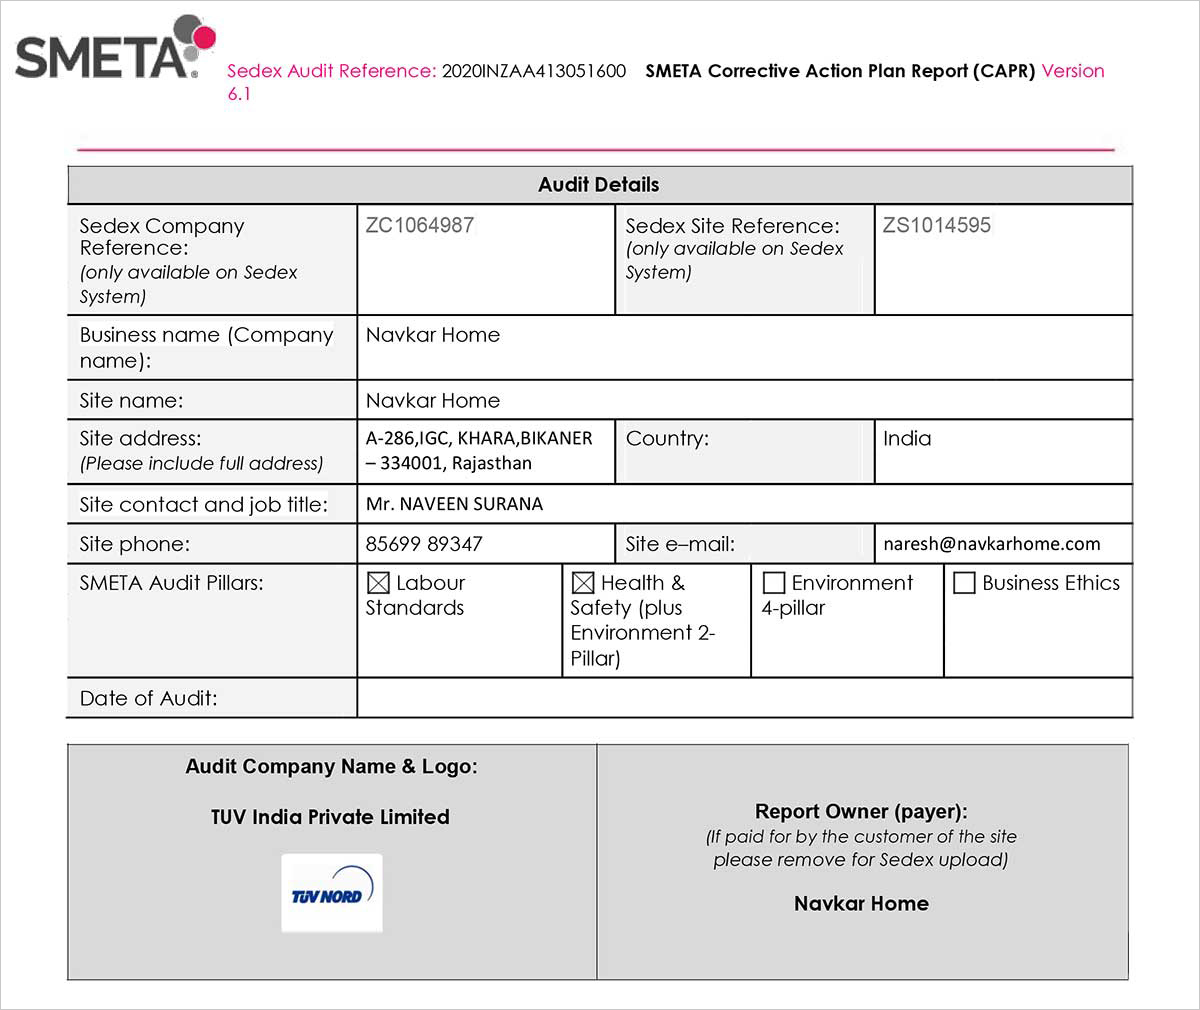 SMETA
Sedex Audit Reference: 2020INZAA413051600 SMETA Corrective Action Plan Report (CAPR) Version
6.1
Audit Details
Sedex Company
Reference:
(only available on Sedex
System)
ZC1064987
Sedex Site Reference:
(only available on Sedex
System)
ZS1014595
Business name (Company
name):
Navkar Home
Site name:
Navkar Home
Site address:
(Please include full address)
A-286,IGC, KHARA,BIKANER
– 334001, Rajasthan
Country:
India
Site contact and job title:
Mr. NAVEEN SURANA
Site phone:
85699 89347
Site e–mail:
naresh@navkarhome.com
SMETA Audit Pillars:
☒ Labour
Standards
☒ Health &
Safety (plus
Environment 2-
Pillar)
☐ Environment
4-pillar
☐ Business Ethics
Date of Audit:
Audit Company Name & Logo:
TUV India Private Limited
TÜV NORD
Report Owner (payer):
(If paid for by the customer of the site
please remove for Sedex upload)
Navkar Home